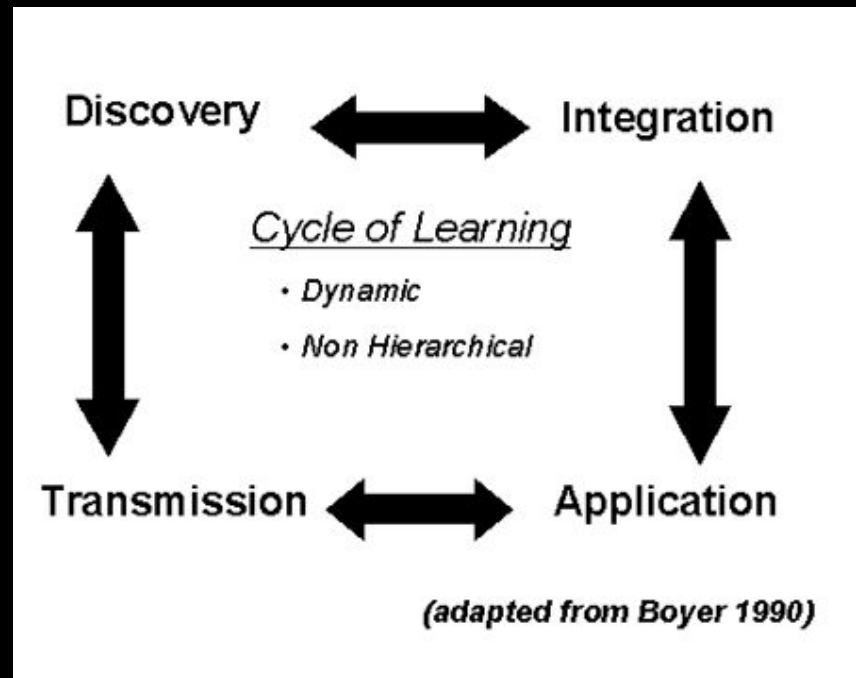 Discovery
Integration
Cycle of Learning
• Dynamic
• Non Hierarchical
Transmission
Application
(adapted from Boyer 1990)